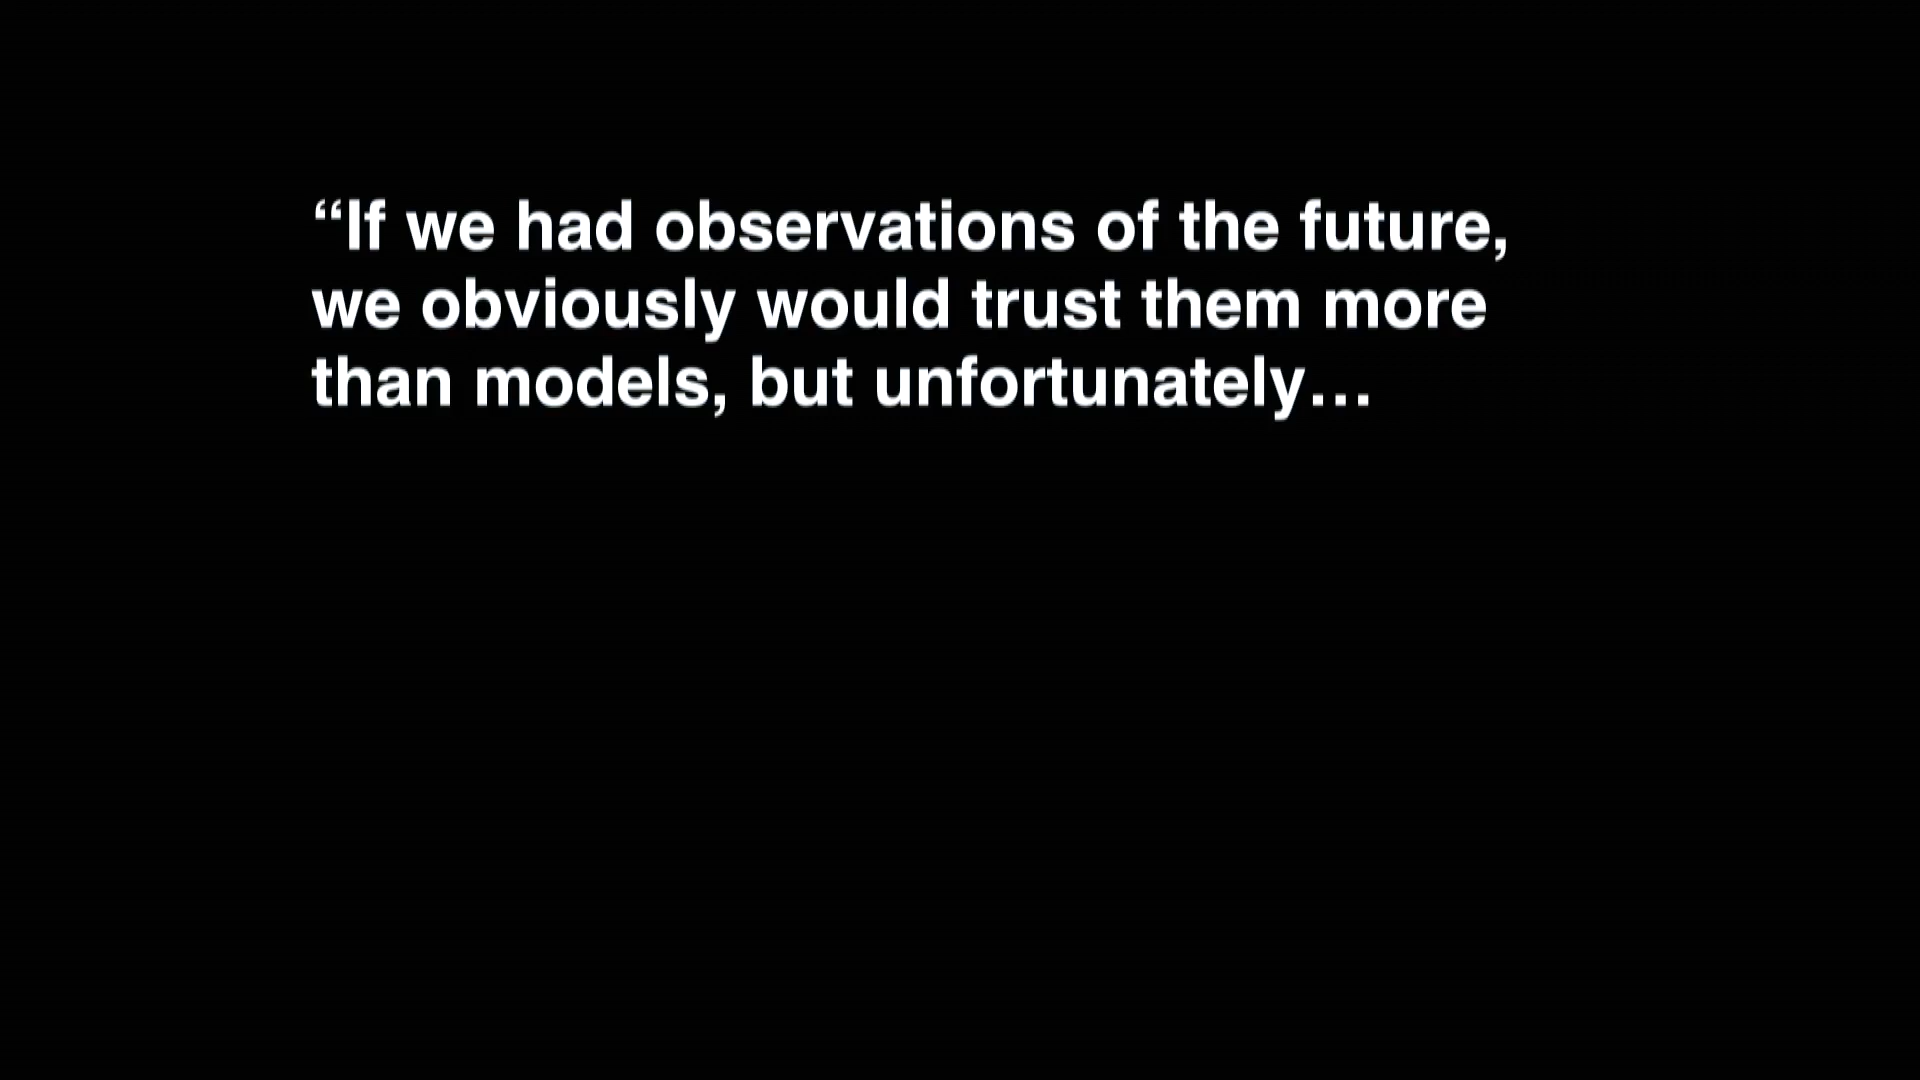 “If we had observations of the future,
we obviously would trust them more
than models, but unfortunately…